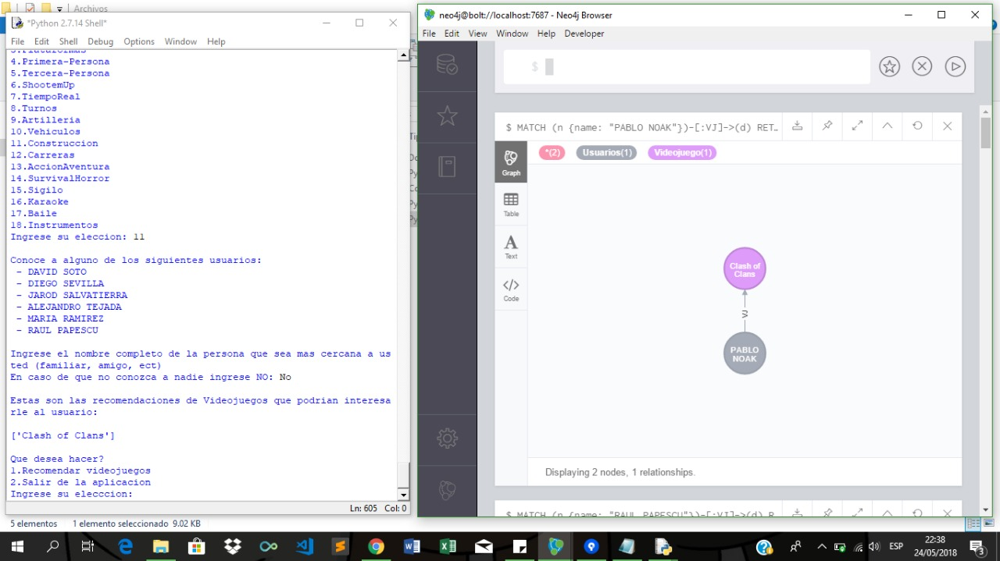 Archivos
*Python 2.7.14 Shell*
File Edit Shell Debug Options Window Help
3.Plataformas
4.Primera-Persona
5.Tercera-Persona
6.ShootemUp
7.TiempoReal
8.Turnos
9.Artilleria
10.Vehiculos
11.Construccion
12.Carreras
13.AccionAventura
14.SurvivalHorror
15.Sigilo
16.Karaoke
17.Baile
18.Instrumentos
Ingrese su eleccion: 11
Conoce a alguno de los siguientes usuarios:
- DAVID SOTO
- DIEGO SEVILLA
- JAROD SALVATIERRA
- ALEJANDRO TEJADA
- MARIA RAMIREZ
- RAUL PAPESCU
Ingrese el nombre completo de la persona que sea mas cercana a us
ted (familiar, amigo, ect)
En caso de que no conozca a nadie ingrese NO: No
Estas son las recomendaciones de Videojuegos que podrian interesa
rle al usuario:
['Clash of Clans']
Que desea hacer?
1.Recomendar videojuegos
2.Salir de la aplicacion
Ingrese su elecccion:
Ln: 605 Col: 0
5 elementos 1 elemento seleccionado 9.02 KB
neo4j@bolt://localhost:7687 - Neo4j Browser
File Edit View Window Help Developer
$
$ MATCH (n {name: "PABLO NOAK"})-[:VJ]->(d) RET…
*(2) Usuarios(1) Videojuego(1)
Graph
Table
Text
Code
Clash of
Clans
VJ
PABLO
NOAK
Displaying 2 nodes, 1 relationships.
$ MATCH (n {name: "RAUL PAPESCU"})-[:VJ]->(d) R…
ESP
22:38
24/05/2018
3